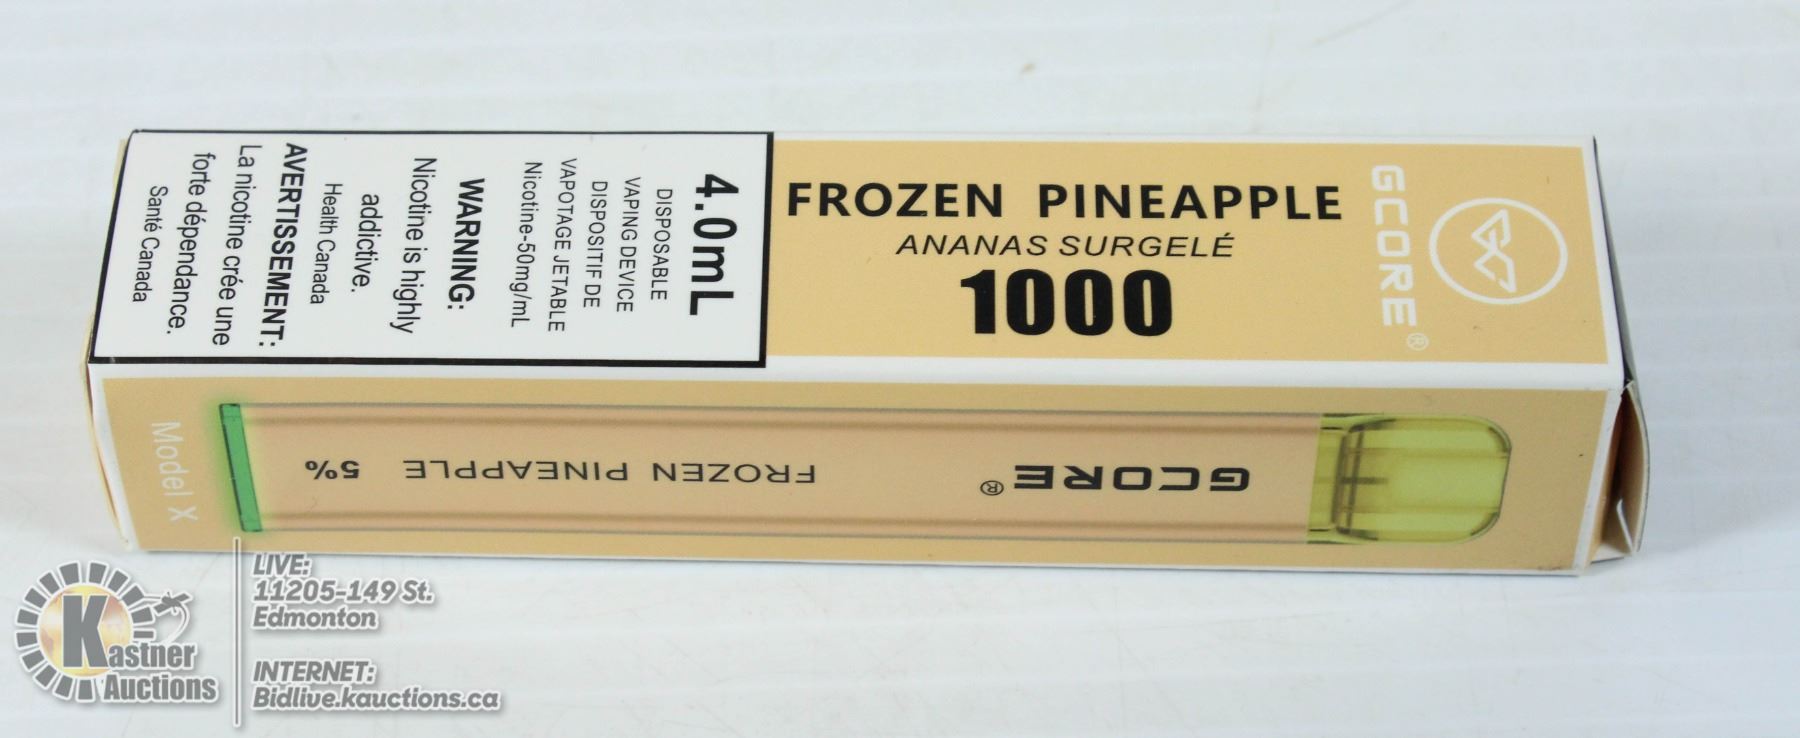 FROZEN PINEAPPLE
ANANAS SURGELÉ
1000
GCORE®
4.0mL
DISPOSABLE
VAPING DEVICE
DISPOSITIF DE
VAPOTAGE JETABLE
Nicotine-50mg/mL
WARNING:
Nicotine is highly
addictive.
Health Canada
AVERTISSEMENT:
La nicotine crée une
forte dépendance.
Santé Canada
GCORE® FROZEN PINEAPPLE 5%
Model X
Kastner
Auctions
LIVE:
11205-149 St.
Edmonton
INTERNET:
Bidlive.kauctions.ca